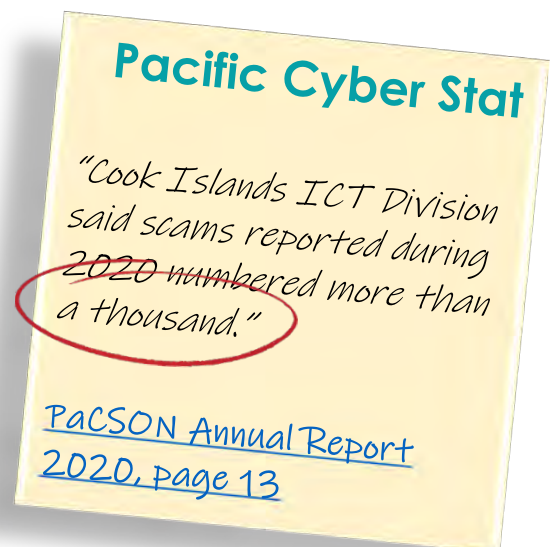 Pacific Cyber Stat
“Cook Islands ICT Division
said scams reported during
2020 numbered more than
a thousand.”
PaCSON Annual Report
2020, page 13